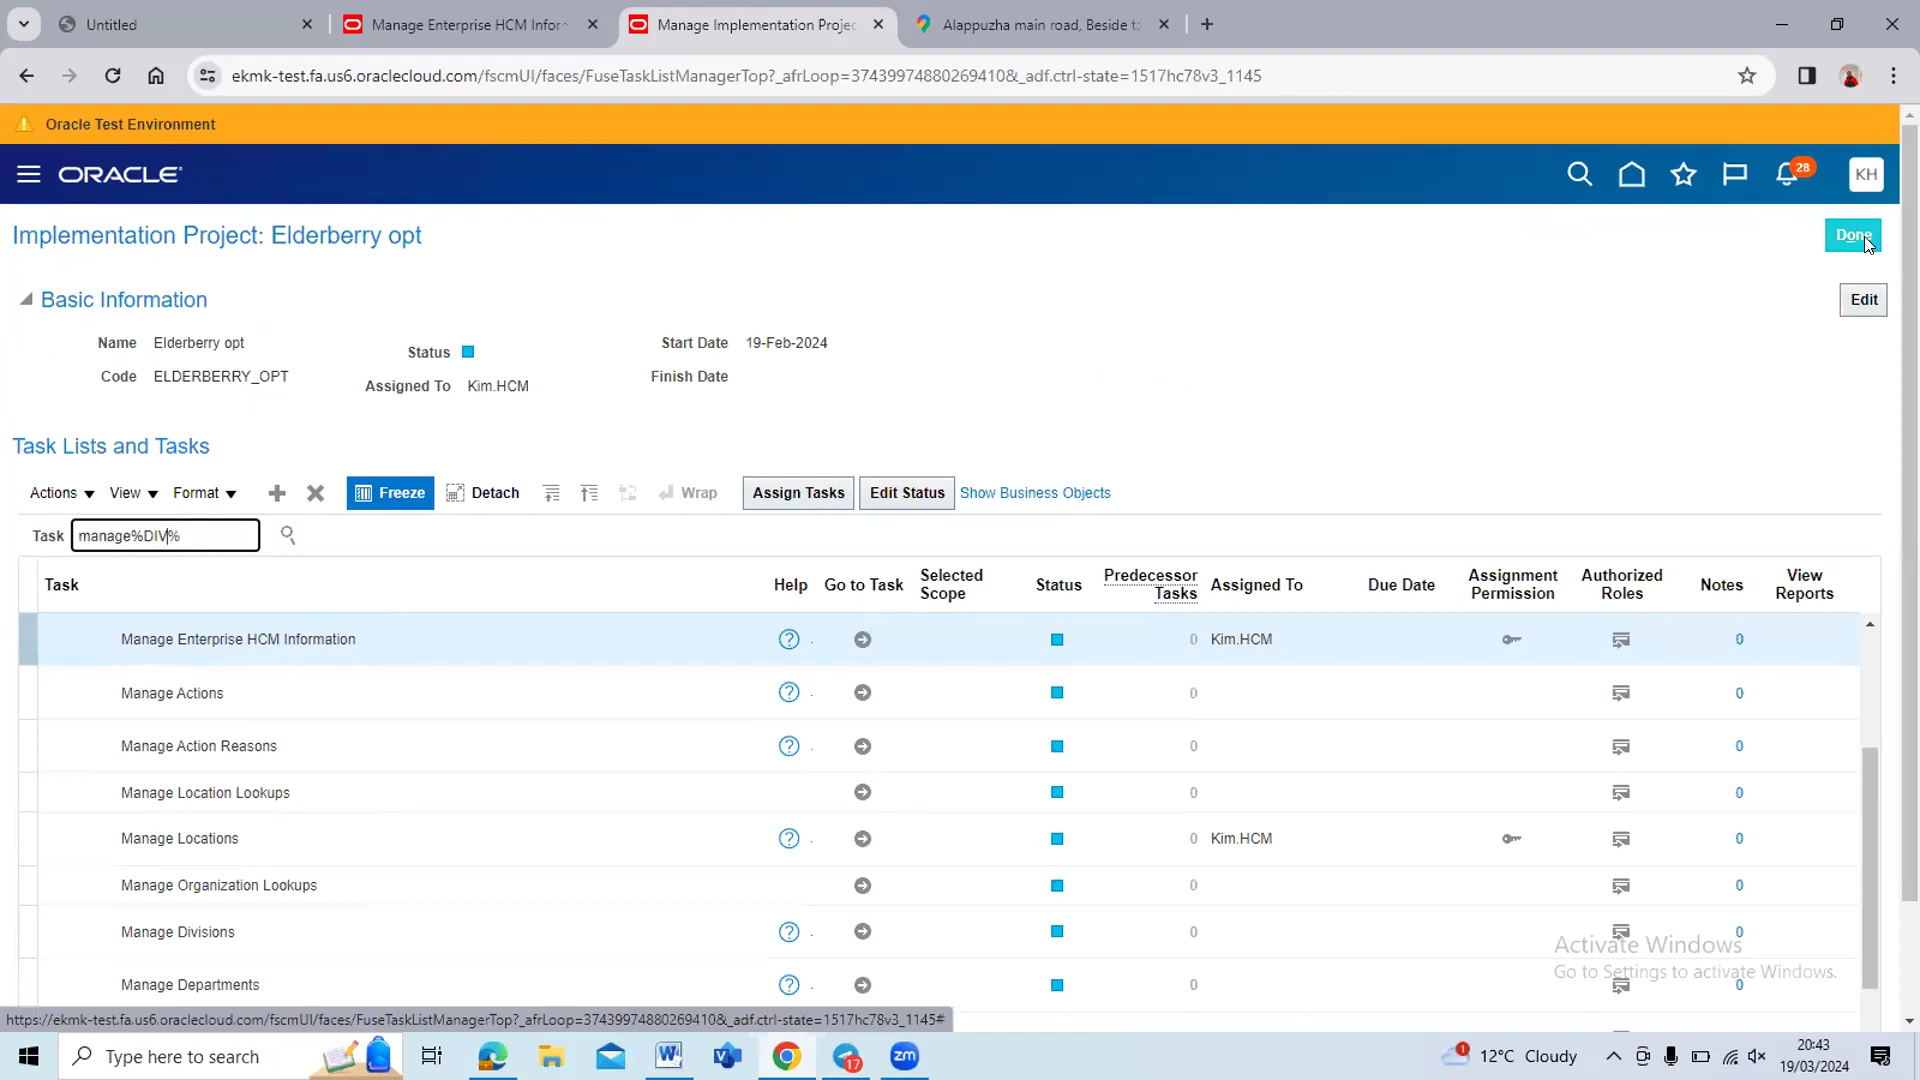 Untitled
Manage Enterprise HCM Infor
Manage Implementation Projec
Alappuzha main road, Beside t
ekmk-test.fa.us6.oraclecloud.com/fscmUI/faces/FuseTaskListManagerTop?_afrLoop=37439974880269410&_adf.ctrl-state=1517hc78v3_1145
Oracle Test Environment
ORACLE
28
KH
Implementation Project: Elderberry opt
Done
Basic Information
Edit
Name Elderberry opt
Status
Start Date 19-Feb-2024
Code ELDERBERRY_OPT
Assigned To Kim.HCM
Finish Date
Task Lists and Tasks
Actions View Format Freeze Detach Wrap Assign Tasks Edit Status Show Business Objects
Task manage%DIV%
Task Help Go to Task Selected Scope Status Predecessor Tasks Assigned To Due Date Assignment Permission Authorized Roles Notes View Reports
Manage Enterprise HCM Information 0 Kim.HCM 0
Manage Actions 0 0
Manage Action Reasons 0 0
Manage Location Lookups 0 0
Manage Locations 0 Kim.HCM 0
Manage Organization Lookups 0 0
Manage Divisions 0 0
Activate Windows
Go to Settings to activate Windows.
Manage Departments 0 0
https://ekmk-test.fa.us6.oraclecloud.com/fscmUI/faces/FuseTaskListManagerTop?_afrLoop=37439974880269410&_adf.ctrl-state=1517hc78v3_1145#
Type here to search
17
zm
1
12°C Cloudy
20:43
19/03/2024